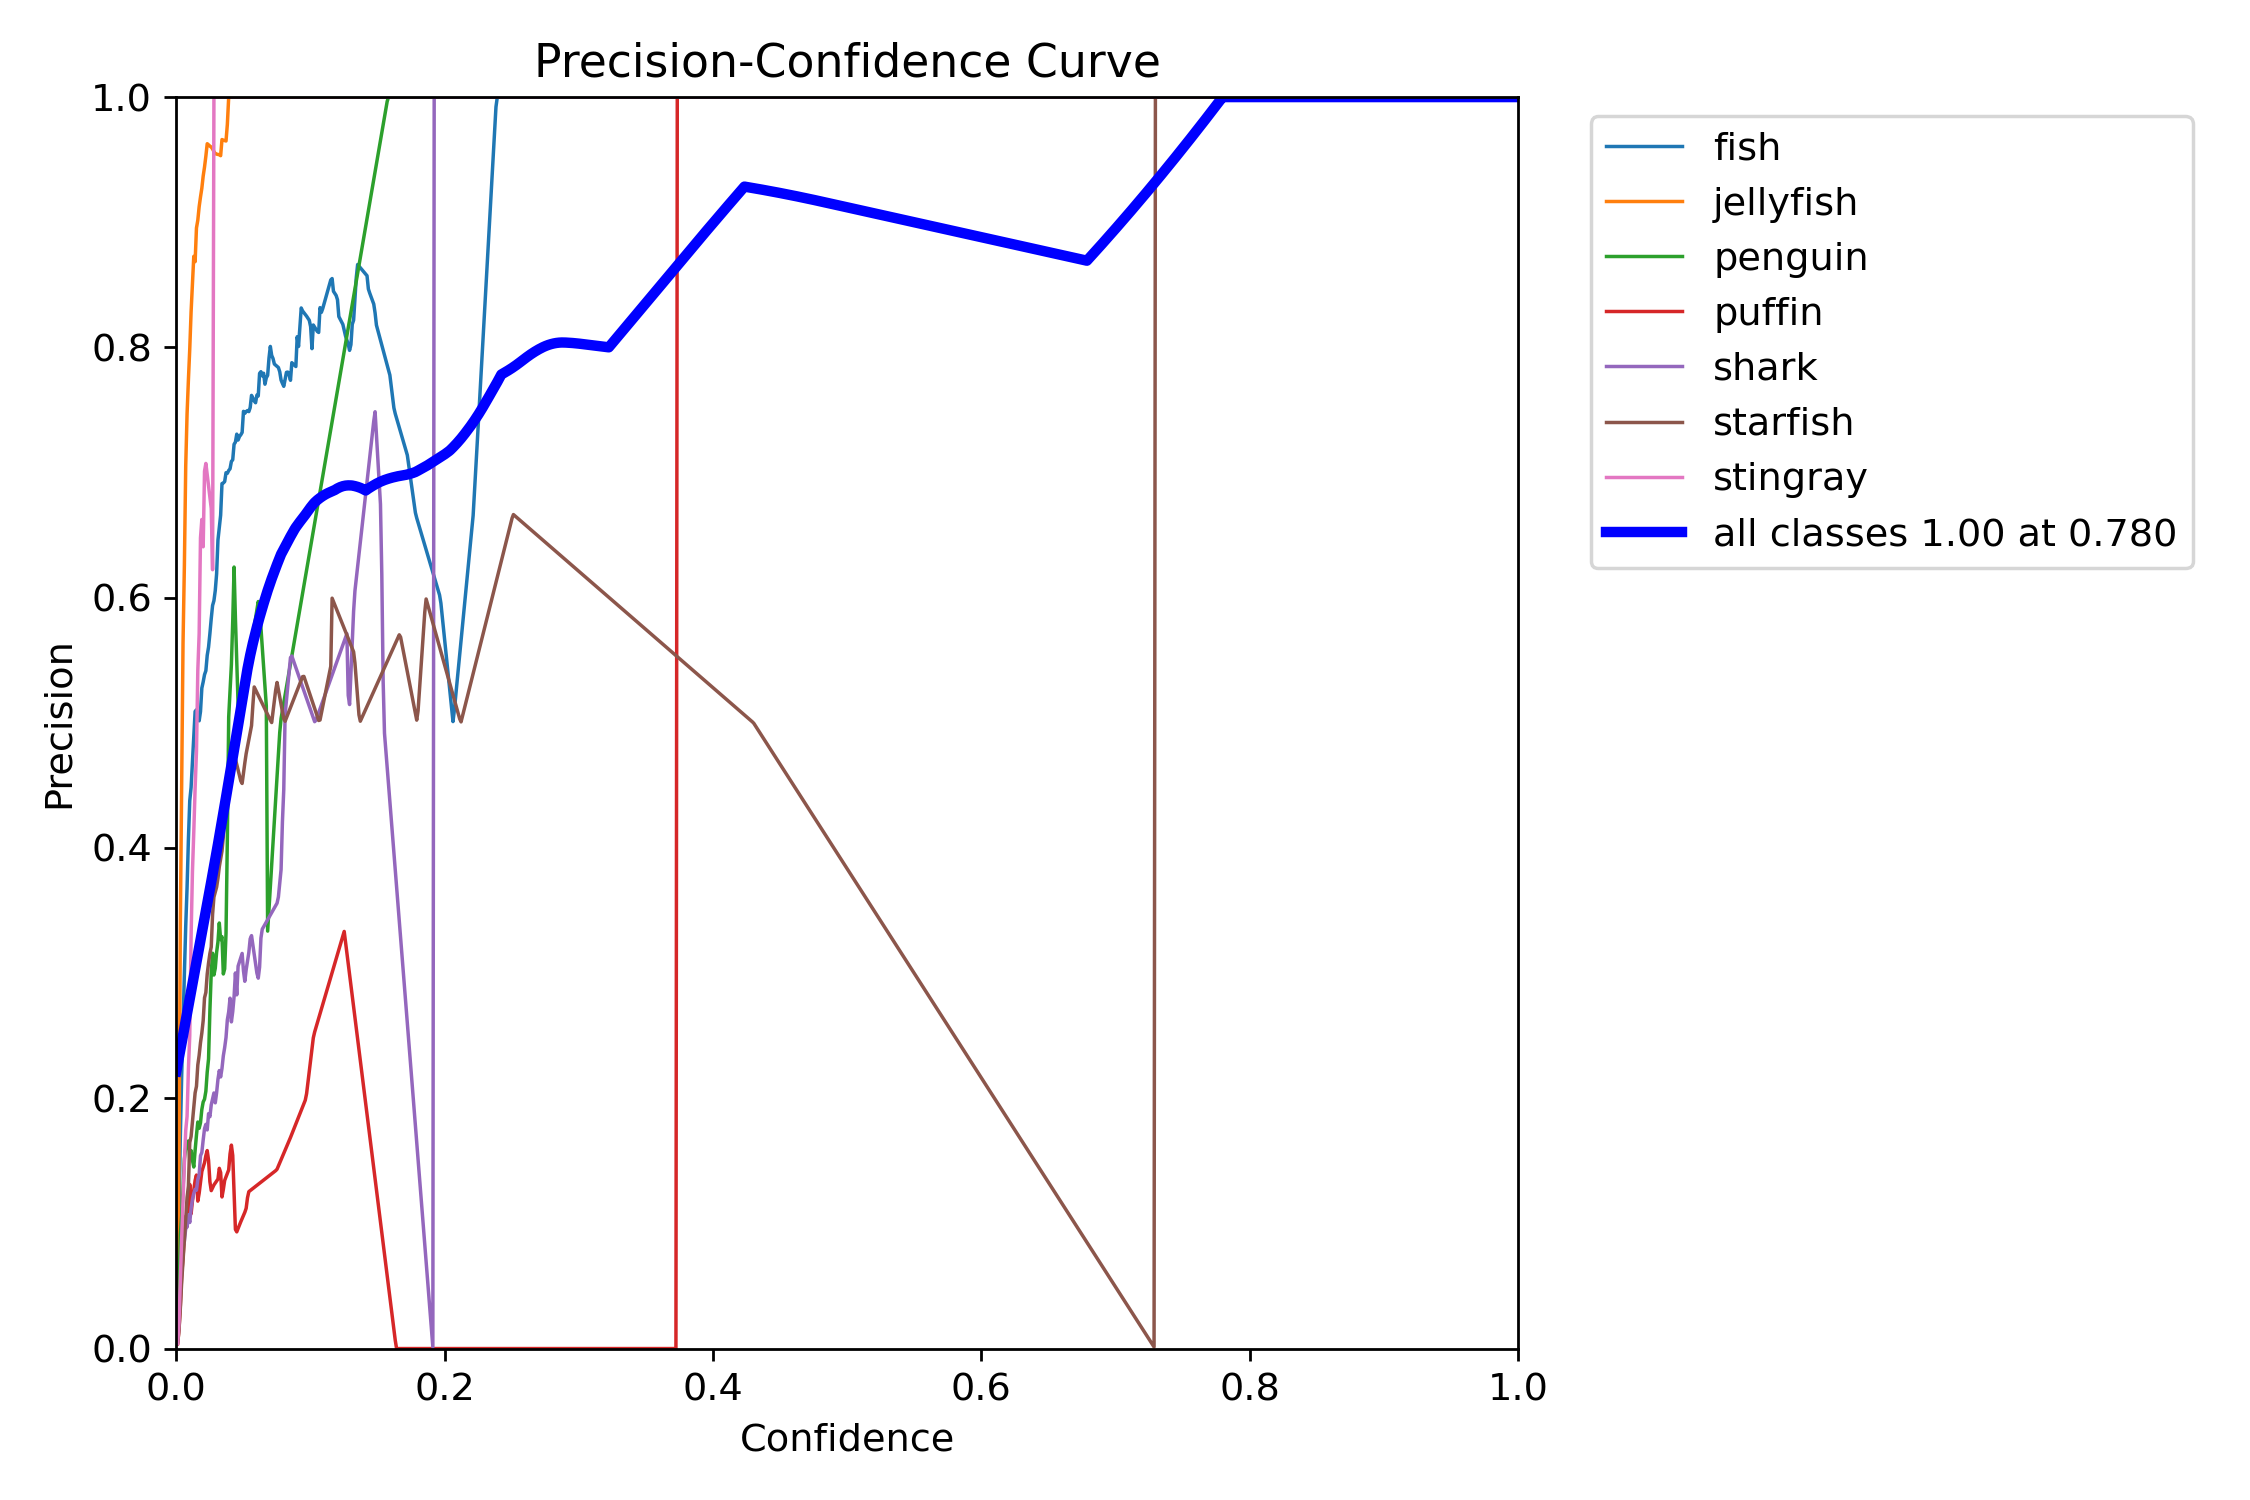 Precision-Confidence Curve
1.0
0.8
0.6
0.4
0.2
0.0
Precision
0.0 0.2 0.4 0.6 0.8 1.0
Confidence
fish
jellyfish
penguin
puffin
shark
starfish
stingray
all classes 1.00 at 0.780